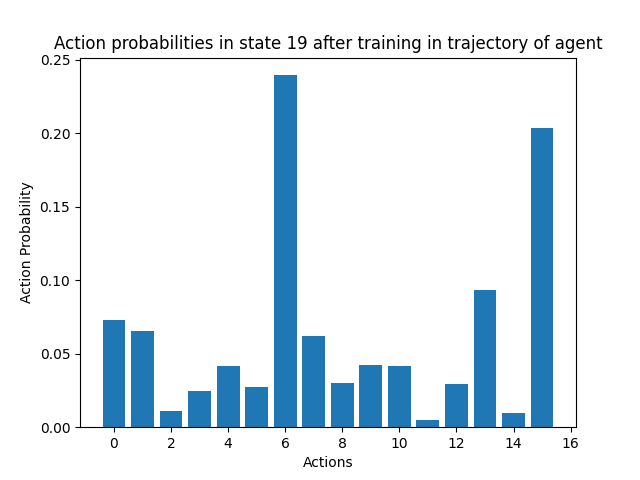 Action probabilities in state 19 after training in trajectory of agent
0.25
0.20
0.15
0.10
0.05
0.00
Action Probability
0 2 4 6 8 10 12 14 16
Actions